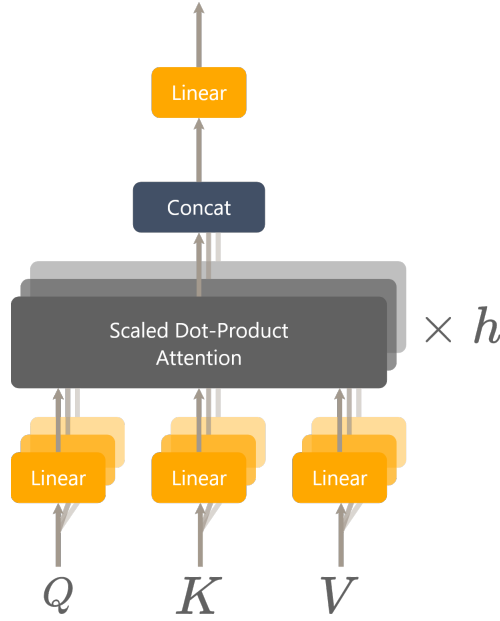 Linear
Concat
Scaled Dot-Product
Attention
× h
Linear Linear Linear
Q K V